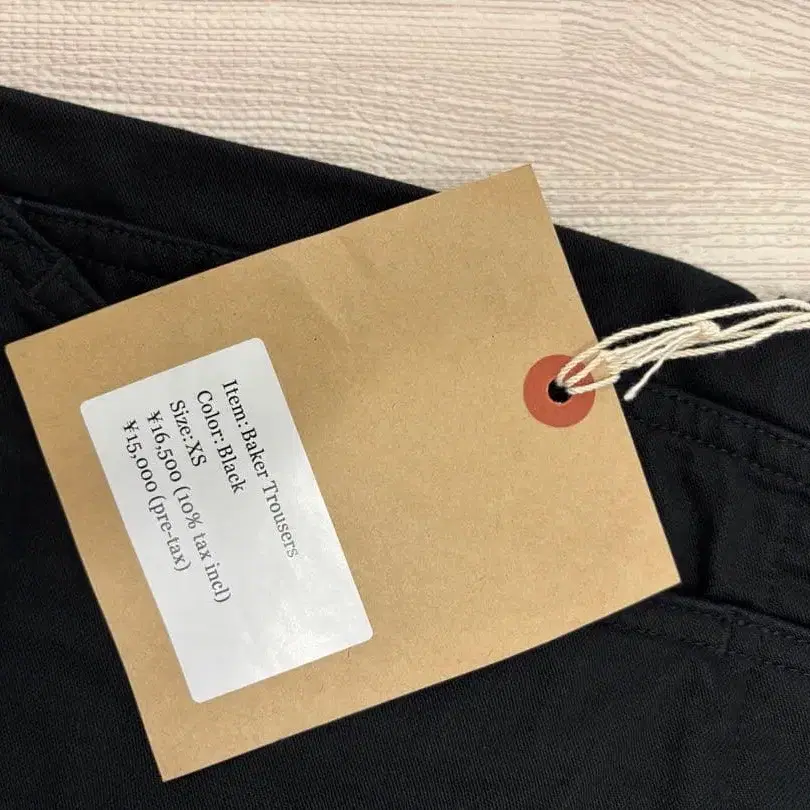 Item: Baker Trousers
Color: Black
Size: XS
¥16,500 (10% tax incl)
¥15,000 (pre-tax)